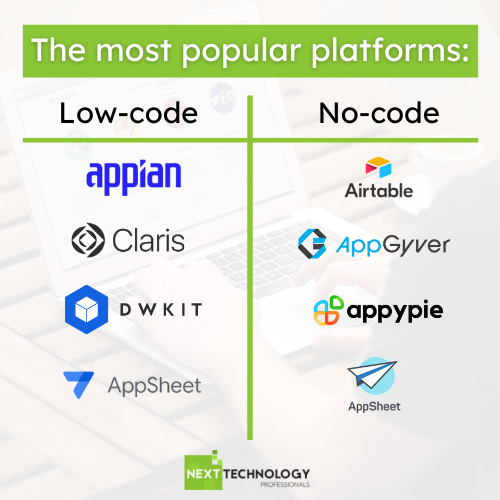 The most popular platforms:
Low-code
No-code
appian
Airtable
Claris
AppGyver
DWKIT
appypie
AppSheet
AppSheet
NEXT TECHNOLOGY
PROFESSIONALS